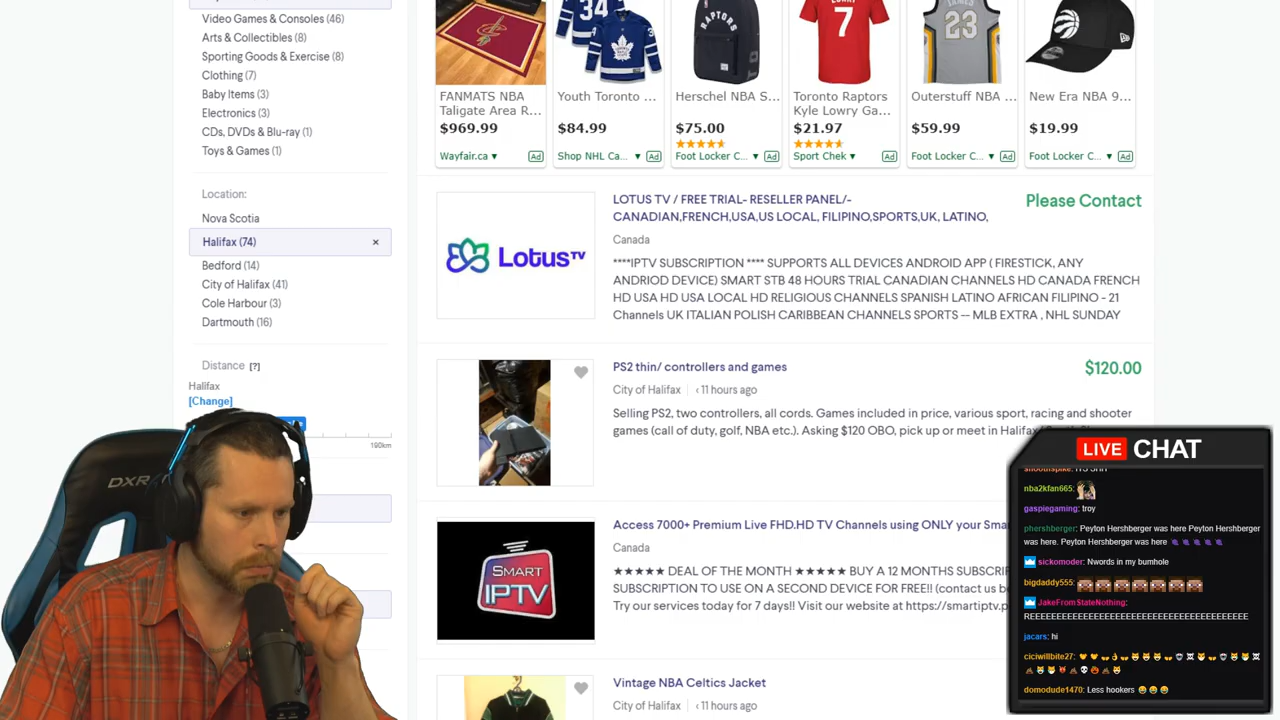 Video Games & Consoles (46)
Arts & Collectibles (8)
Sporting Goods & Exercise (8)
Clothing (7)
Baby Items (3)
Electronics (3)
CDs, DVDs & Blu-ray (1)
Toys & Games (1)
Location:
Nova Scotia
Halifax (74) ×
Bedford (14)
City of Halifax (41)
Cole Harbour (3)
Dartmouth (16)
Distance [?]
Halifax
[Change]
190km
DXR
34
RAPTORS
7
JAMES
23
FANMATS NBA
Taligate Area R...
$969.99
Wayfair.ca ▾ Ad
Youth Toronto ...
$84.99
Shop NHL Ca... ▾ Ad
Herschel NBA S...
$75.00
Foot Locker C... ▾ Ad
Toronto Raptors
Kyle Lowry Ga...
$21.97
Sport Chek ▾ Ad
Outerstuff NBA ...
$59.99
Foot Locker C... ▾ Ad
New Era NBA 9...
$19.99
Foot Locker C... ▾ Ad
LotusTV
LOTUS TV / FREE TRIAL- RESELLER PANEL/-
CANADIAN,FRENCH,USA,US LOCAL, FILIPINO,SPORTS,UK, LATINO,
Please Contact
Canada
****IPTV SUBSCRIPTION **** SUPPORTS ALL DEVICES ANDROID APP ( FIRESTICK, ANY
ANDRIOD DEVICE) SMART STB 48 HOURS TRIAL CANADIAN CHANNELS HD CANADA FRENCH
HD USA HD USA LOCAL HD RELIGIOUS CHANNELS SPANISH LATINO AFRICAN FILIPINO - 21
Channels UK ITALIAN POLISH CARIBBEAN CHANNELS SPORTS -- MLB EXTRA , NHL SUNDAY
PS2 thin/ controllers and games
$120.00
City of Halifax | < 11 hours ago
Selling PS2, two controllers, all cords. Games included in price, various sport, racing and shooter
games (call of duty, golf, NBA etc.). Asking $120 OBO, pick up or meet in Halifax
SMART
IPTV
Access 7000+ Premium Live FHD.HD TV Channels using ONLY your Sma
Canada
★★★★★ DEAL OF THE MONTH ★★★★★ BUY A 12 MONTHS SUBSCRI
SUBSCRIPTION TO USE ON A SECOND DEVICE FOR FREE!! (contact us b
Try our services today for 7 days!! Visit our website at https://smartiptv.p
Vintage NBA Celtics Jacket
City of Halifax | < 11 hours ago
LIVE CHAT
nba2kfan665:
gaspiegaming: troy
phershberger: Peyton Hershberger was here Peyton Hershberger
was here. Peyton Hershberger was here
sickomoder: Nwords in my bumhole
bigdaddy555:
JakeFromStateNothing:
REEEEEEEEEEEEEEEEEEEEEEEEEEEEEEEEEEEEEEEE
jacars: hi
ciciwillbite27:
domodude1470: Less hookers 😂😂😂